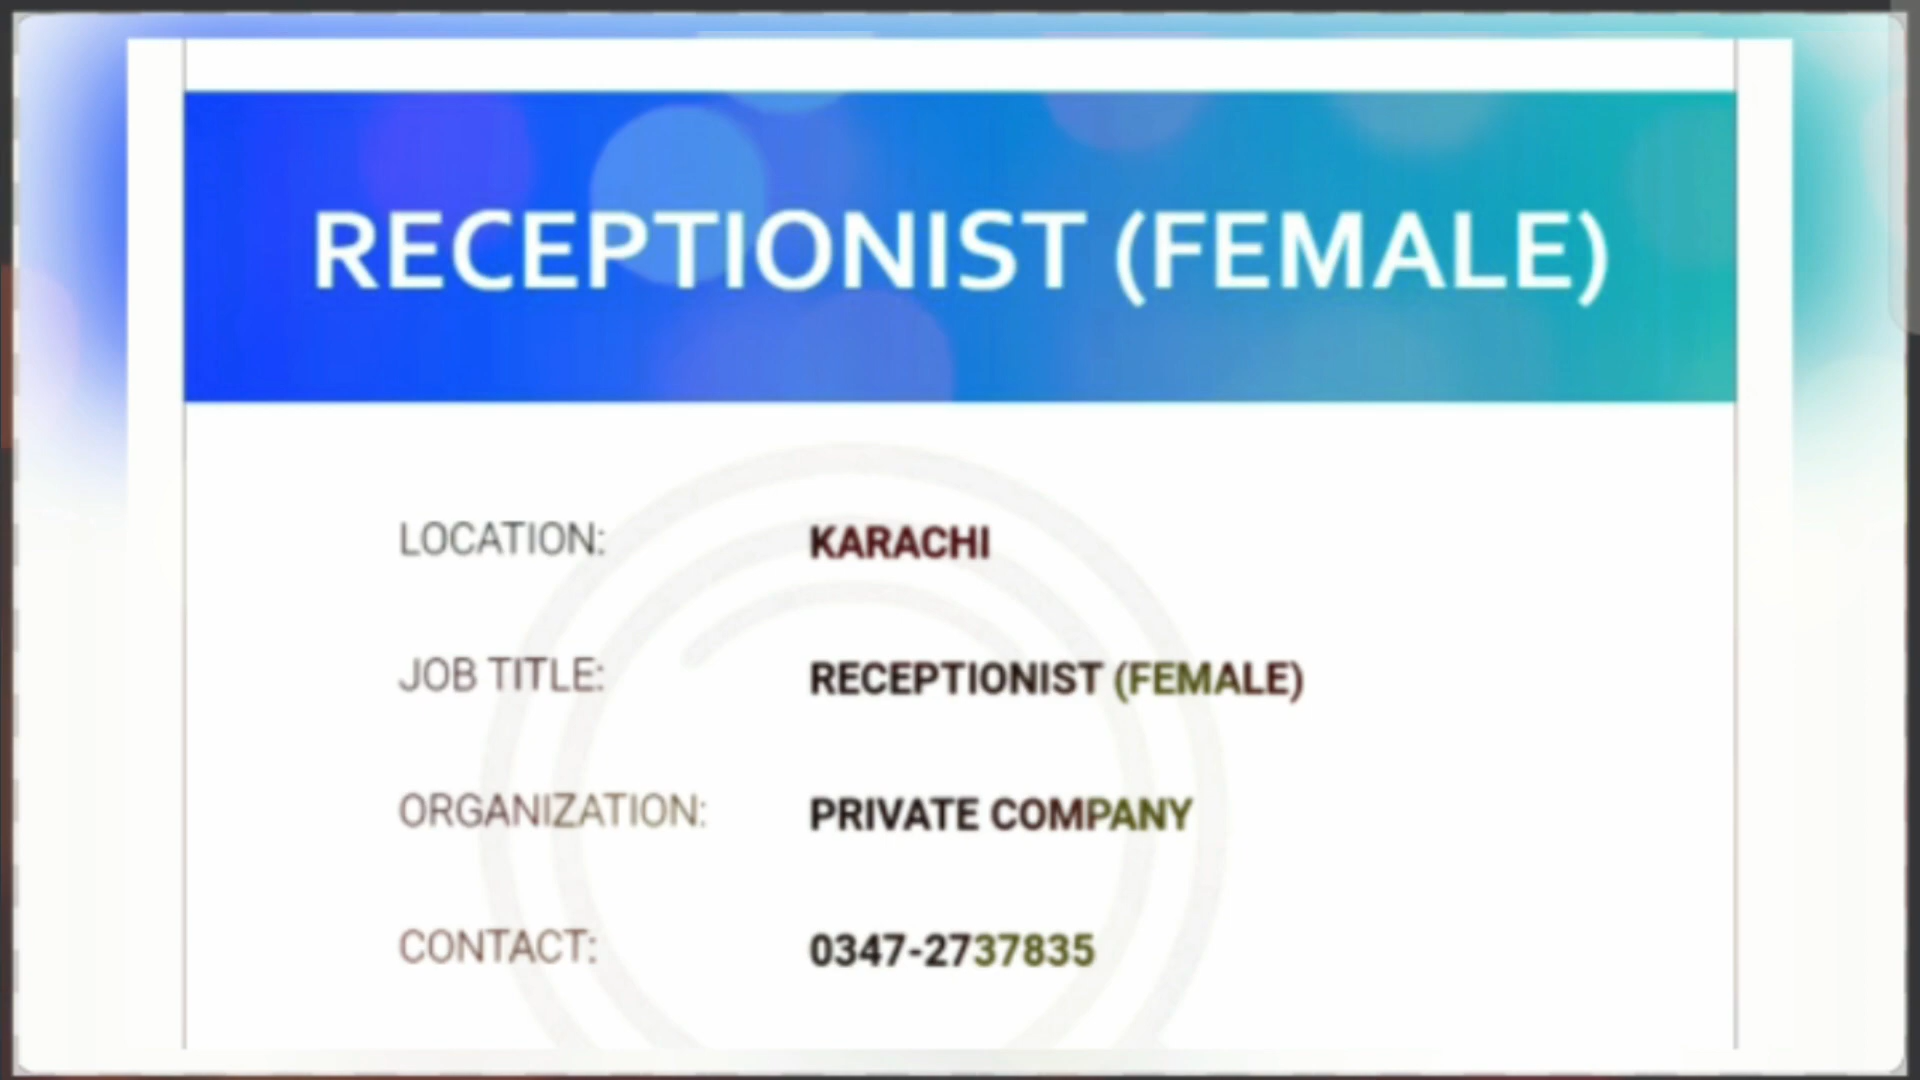 RECEPTIONIST (FEMALE)
LOCATION: KARACHI
JOB TITLE: RECEPTIONIST (FEMALE)
ORGANIZATION: PRIVATE COMPANY
CONTACT: 0347-2737835